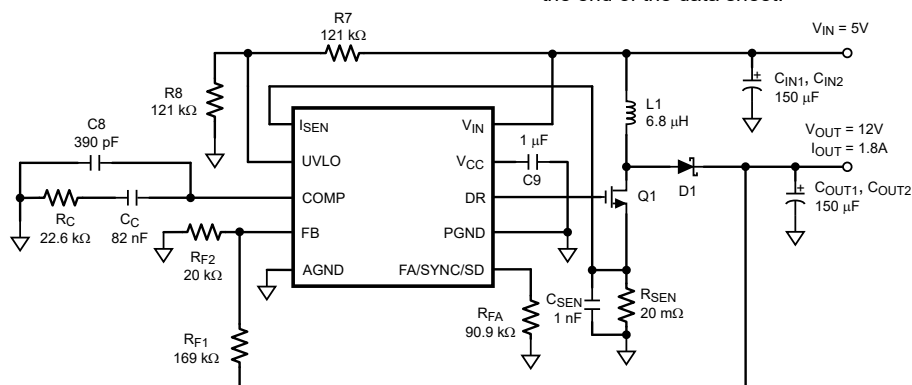 the end of the data sheet.
R7
121 kΩ
VIN = 5V
R8
121 kΩ
CIN1, CIN2
150 μF
L1
6.8 μH
C8
390 pF
ISEN
VIN
1 μF
VOUT = 12V
IOUT = 1.8A
UVLO
VCC
C9
COMP
DR
Q1
D1
COUT1, COUT2
150 μF
RC
22.6 kΩ
CC
82 nF
RF2
20 kΩ
FB
PGND
AGND
FA/SYNC/SD
CSEN
1 nF
RSEN
20 mΩ
RFA
90.9 kΩ
RF1
169 kΩ